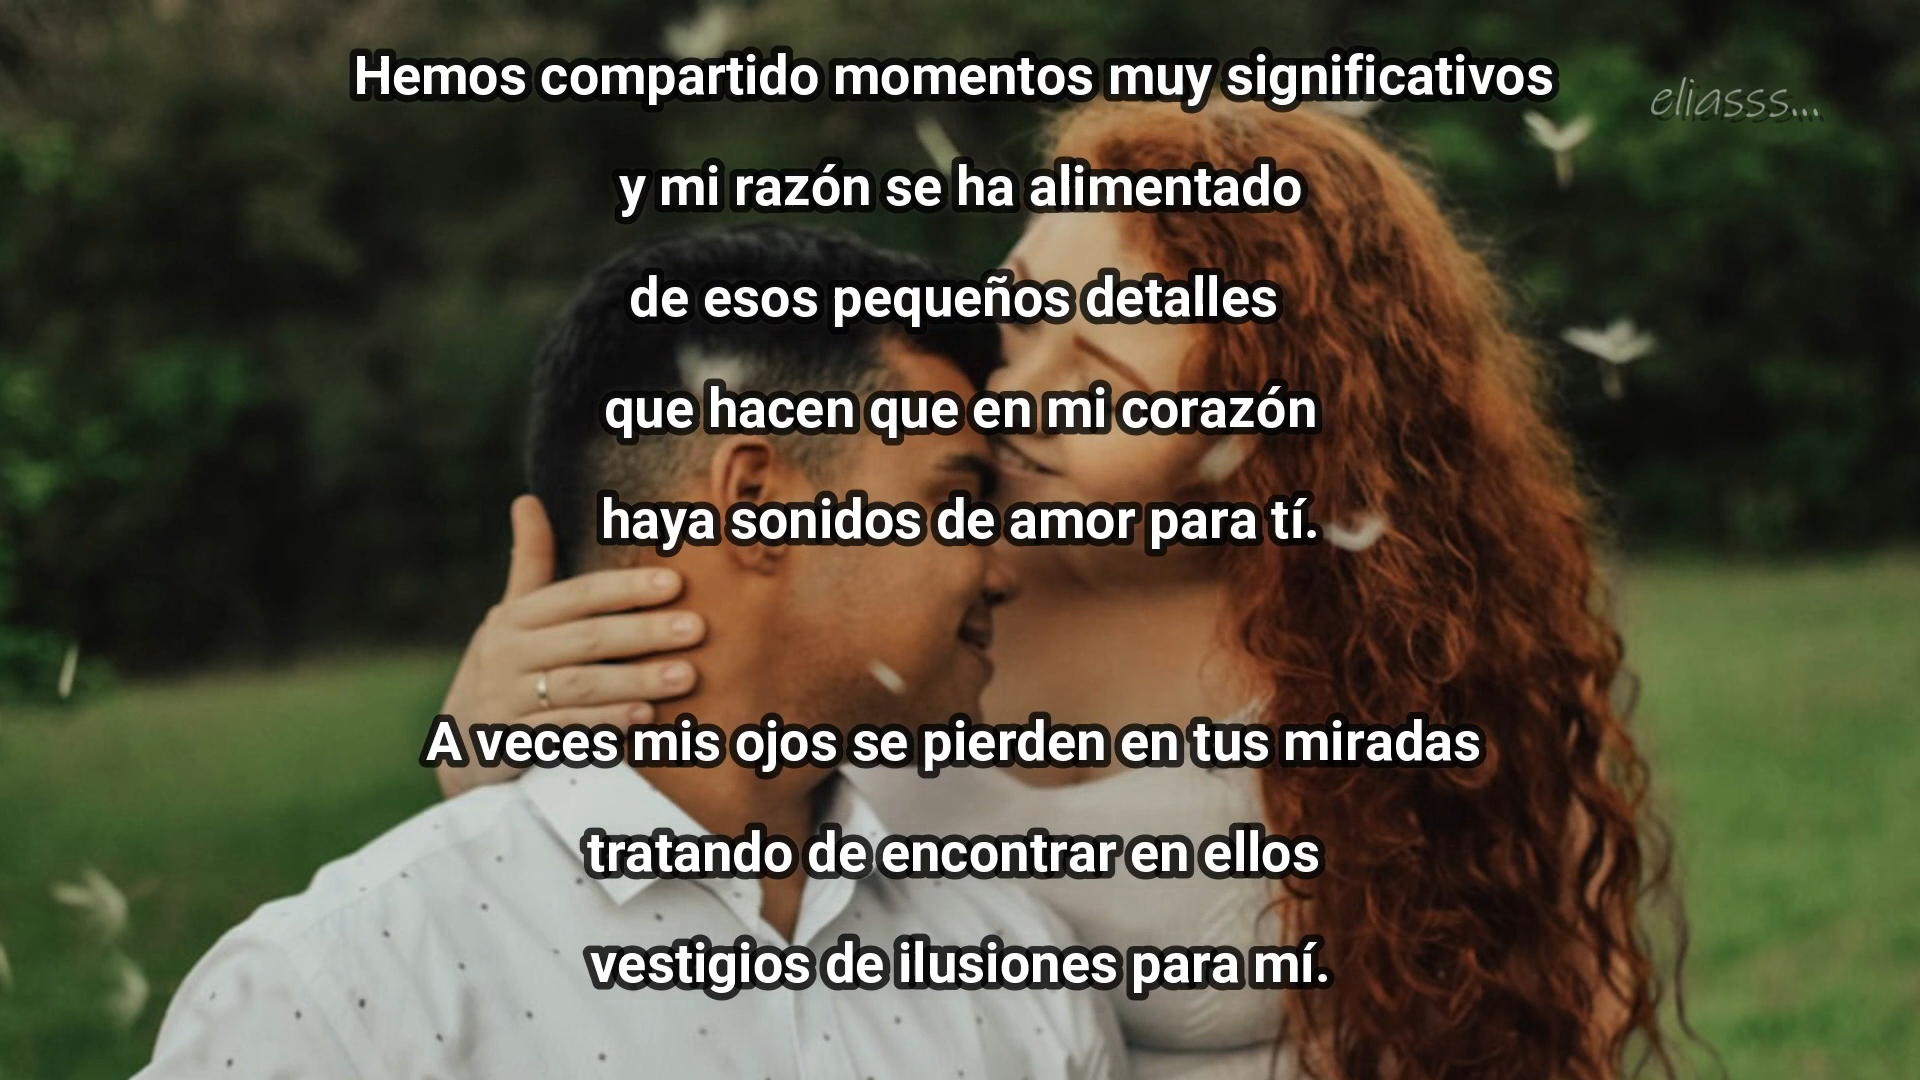 Hemos compartido momentos muy significativos
eliasss...
y mi razón se ha alimentado
de esos pequeños detalles
que hacen que en mi corazón
haya sonidos de amor para tí.
A veces mis ojos se pierden en tus miradas
tratando de encontrar en ellos
vestigios de ilusiones para mí.